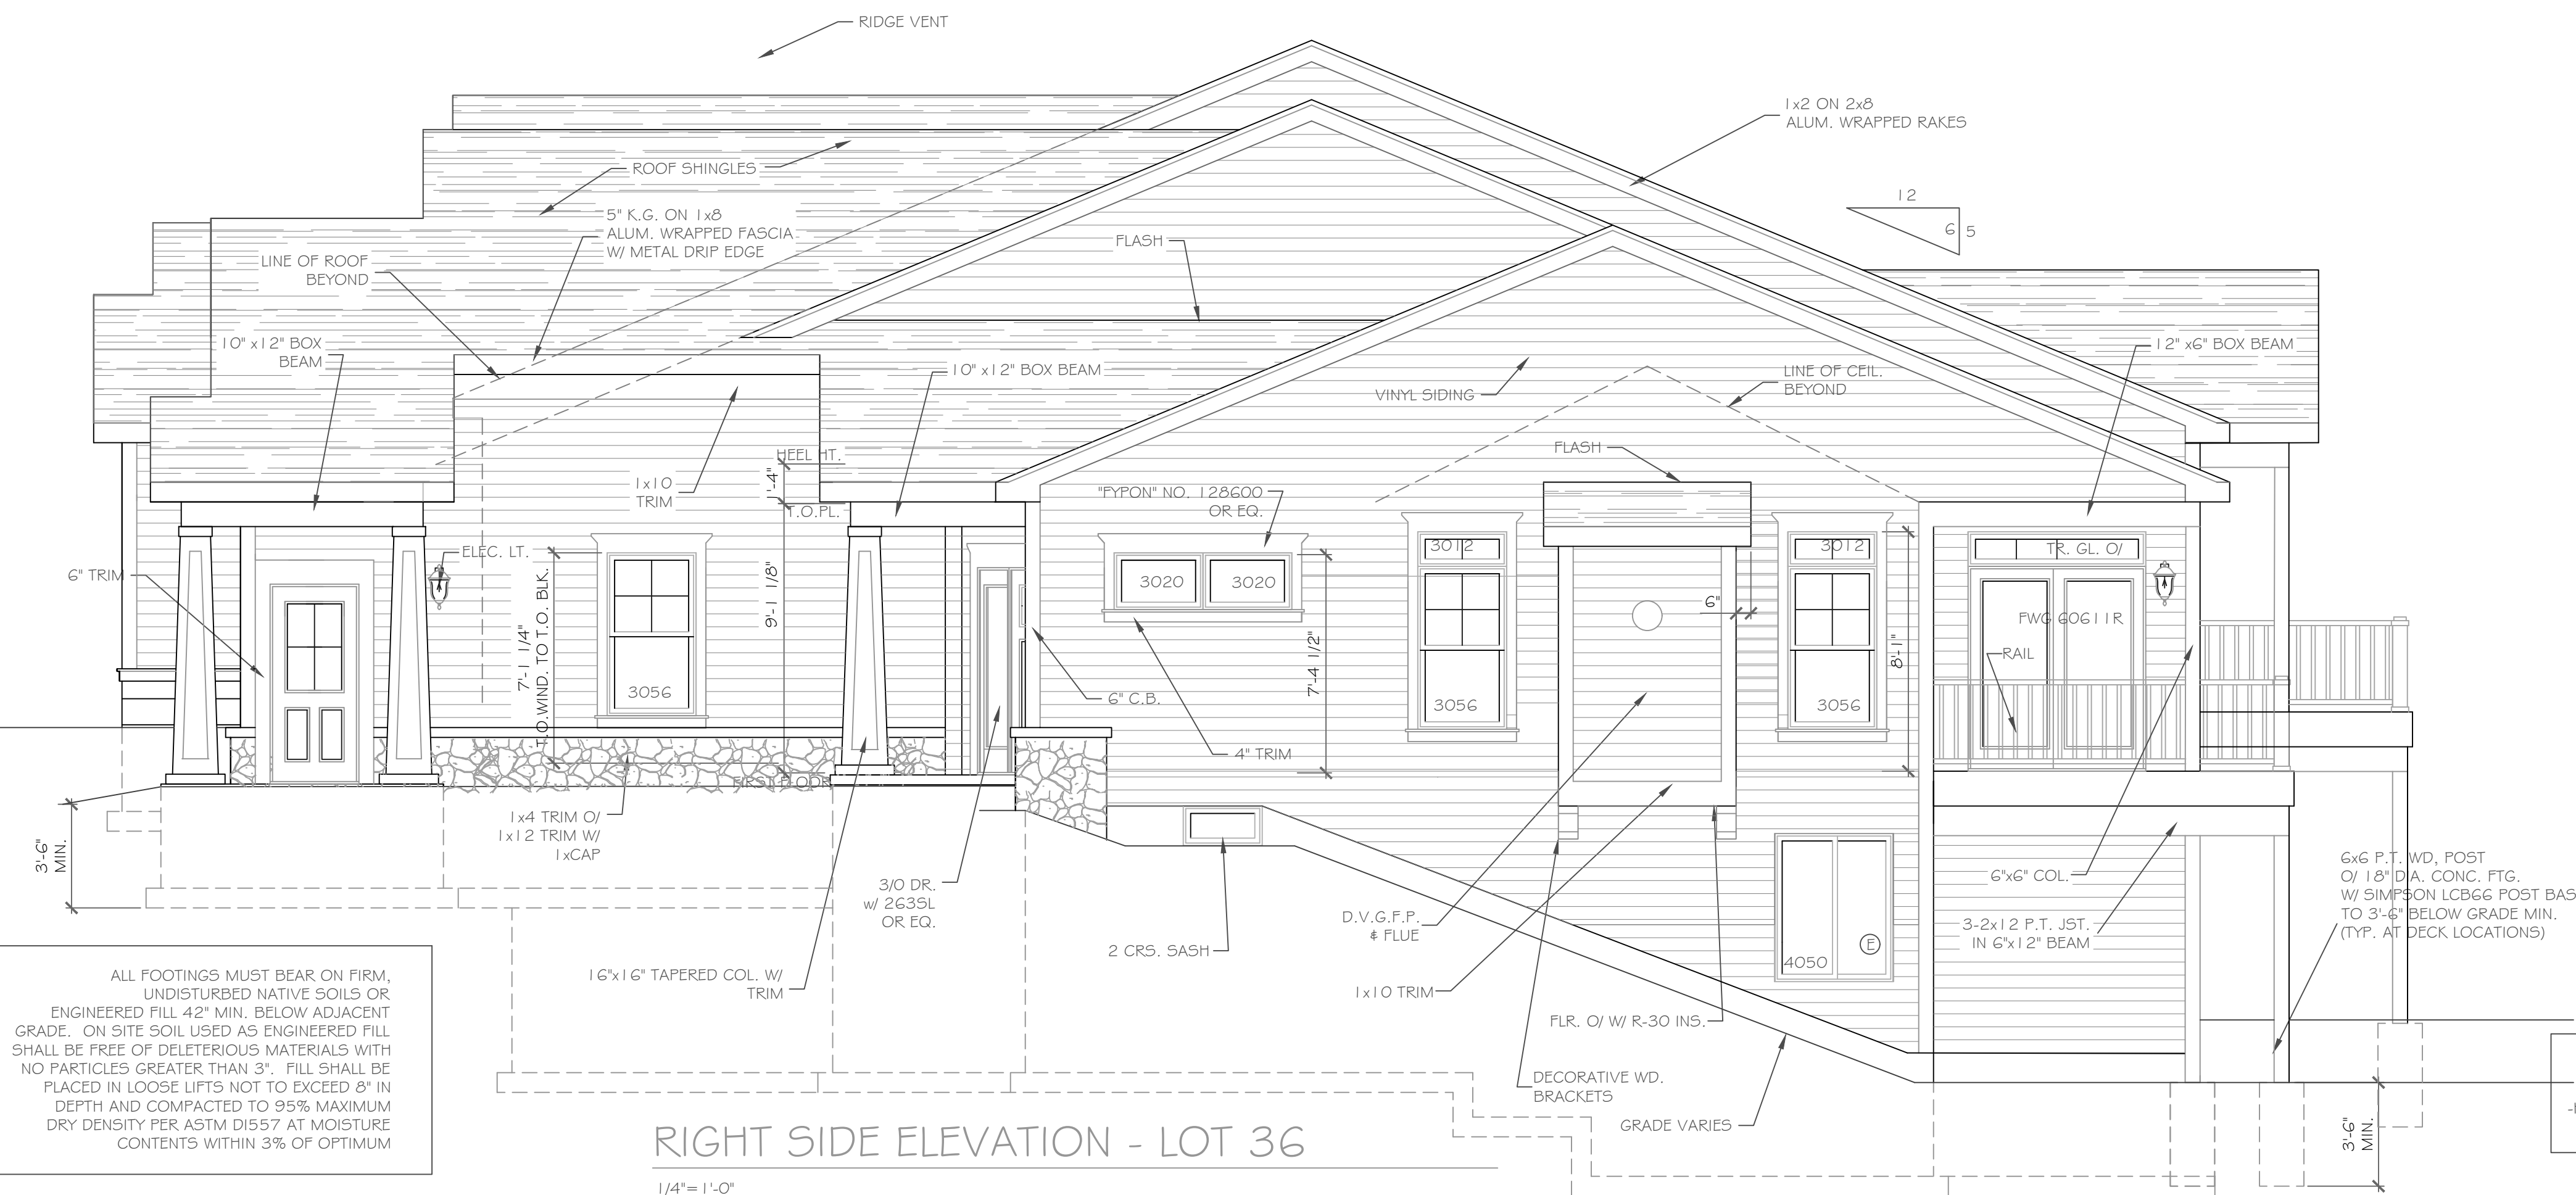 RIDGE VENT
1x2 ON 2x8
ALUM. WRAPPED RAKES
ROOF SHINGLES
12
6 5
5" K.G. ON 1x8
ALUM. WRAPPED FASCIA
W/ METAL DRIP EDGE
FLASH
LINE OF ROOF
BEYOND
10" x12" BOX
BEAM
10" x12" BOX BEAM
12" x6" BOX BEAM
VINYL SIDING
LINE OF CEIL.
BEYOND
FLASH
HEEL HT.
1'-4"
T.O.PL.
1x10
TRIM
"FYPON" NO. 128600
OR EQ.
ELEC. LT.
6" TRIM
7'-1 1/4"
T.O.WIND. TO T.O. BLK.
9'-1 1/8"
3056
3020
3020
3012
3056
6"
3012
3056
8'-1"
7'-4 1/2"
TR. GL. O/
FWG 60611R
RAIL
6" C.B.
4" TRIM
FIRST FLOOR
1x4 TRIM O/
1x12 TRIM W/
1xCAP
3'-6"
MIN.
3/0 DR.
w/ 263SL
OR EQ.
16"x16" TAPERED COL. W/
TRIM
2 CRS. SASH
D.V.G.F.P.
& FLUE
1x10 TRIM
FLR. O/ W/ R-30 INS.
DECORATIVE WD.
BRACKETS
GRADE VARIES
4050
E
6"x6" COL.
3-2x12 P.T. JST.
IN 6"x12" BEAM
6x6 P.T. WD, POST
O/ 18" DIA. CONC. FTG.
W/ SIMPSON LCB66 POST BAS
TO 3'-6" BELOW GRADE MIN.
(TYP. AT DECK LOCATIONS)
3'-6"
MIN.
ALL FOOTINGS MUST BEAR ON FIRM,
UNDISTURBED NATIVE SOILS OR
ENGINEERED FILL 42" MIN. BELOW ADJACENT
GRADE. ON SITE SOIL USED AS ENGINEERED FILL
SHALL BE FREE OF DELETERIOUS MATERIALS WITH
NO PARTICLES GREATER THAN 3". FILL SHALL BE
PLACED IN LOOSE LIFTS NOT TO EXCEED 8" IN
DEPTH AND COMPACTED TO 95% MAXIMUM
DRY DENSITY PER ASTM D1557 AT MOISTURE
CONTENTS WITHIN 3% OF OPTIMUM
RIGHT SIDE ELEVATION - LOT 36
1/4"= 1'-0"